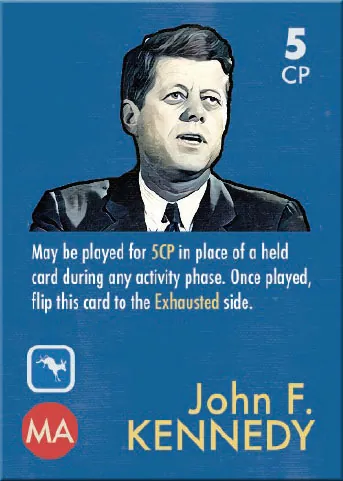 5
CP
May be played for 5CP in place of a held
card during any activity phase. Once played,
flip this card to the Exhausted side.
MA
John F.
KENNEDY